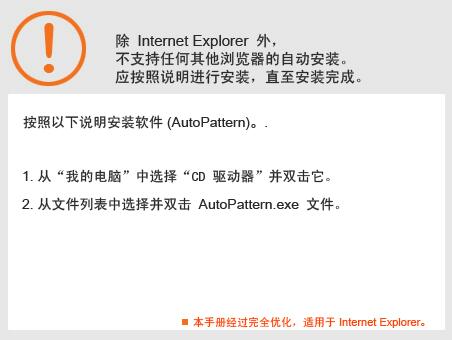 除 Internet Explorer 外，
不支持任何其他浏览器的自动安装。
应按照说明进行安装，直至安装完成。
按照以下说明安装软件 (AutoPattern)。.
1. 从“我的电脑”中选择“CD 驱动器”并双击它。
2. 从文件列表中选择并双击 AutoPattern.exe 文件。
■ 本手册经过完全优化，适用于 Internet Explorer。